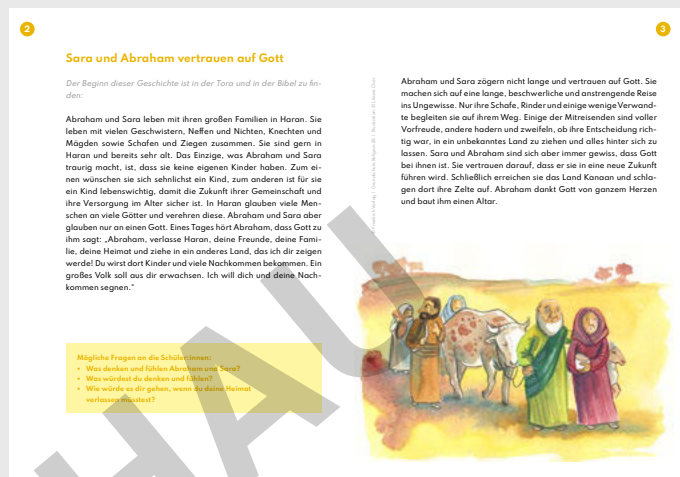 2
3
Sara und Abraham vertrauen auf Gott
Der Beginn dieser Geschichte ist in der Tora und in der Bibel zu fin-
den:
Abraham und Sara leben mit ihren großen Familien in Haran. Sie
leben mit vielen Geschwistern, Neffen und Nichten, Knechten und
Mägden sowie Schafen und Ziegen zusammen. Sie sind gern in
Haran und bereits sehr alt. Das Einzige, was Abraham und Sara
traurig macht, ist, dass sie keine eigenen Kinder haben. Zum ei-
nen wünschen sie sich sehnlichst ein Kind, zum anderen ist für sie
ein Kind lebenswichtig, damit die Zukunft ihrer Gemeinschaft und
ihre Versorgung im Alter sicher ist. In Haran glauben viele Men-
schen an viele Götter und verehren diese. Abraham und Sara aber
glauben nur an einen Gott. Eines Tages hört Abraham, dass Gott zu
ihm sagt: „Abraham, verlasse Haran, deine Freunde, deine Fami-
lie, deine Heimat und ziehe in ein anderes Land, das ich dir zeigen
werde! Du wirst dort Kinder und viele Nachkommen bekommen. Ein
großes Volk soll aus dir erwachsen. Ich will dich und deine Nach-
kommen segnen."
Mögliche Fragen an die Schüler:innen:
• Was denken und fühlen Abraham und Sara?
• Was würdest du denken und fühlen?
• Wie würde es dir gehen, wenn du deine Heimat
verlassen müsstest?
Abraham und Sara zögern nicht lange und vertrauen auf Gott. Sie
machen sich auf eine lange, beschwerliche und anstrengende Reise
ins Ungewisse. Nur ihre Schafe, Rinder und einige wenige Verwand-
te begleiten sie auf ihrem Weg. Einige der Mitreisenden sind voller
Vorfreude, andere hadern und zweifeln, ob ihre Entscheidung rich-
tig war, in ein unbekanntes Land zu ziehen und alles hinter sich zu
lassen. Sara und Abraham sind sich aber immer gewiss, dass Gott
bei ihnen ist. Sie vertrauen darauf, dass er sie in eine neue Zukunft
führen wird. Schließlich erreichen sie das Land Kanaan und schla-
gen dort ihre Zelte auf. Abraham dankt Gott von ganzem Herzen
und baut ihm einen Altar.
HAU